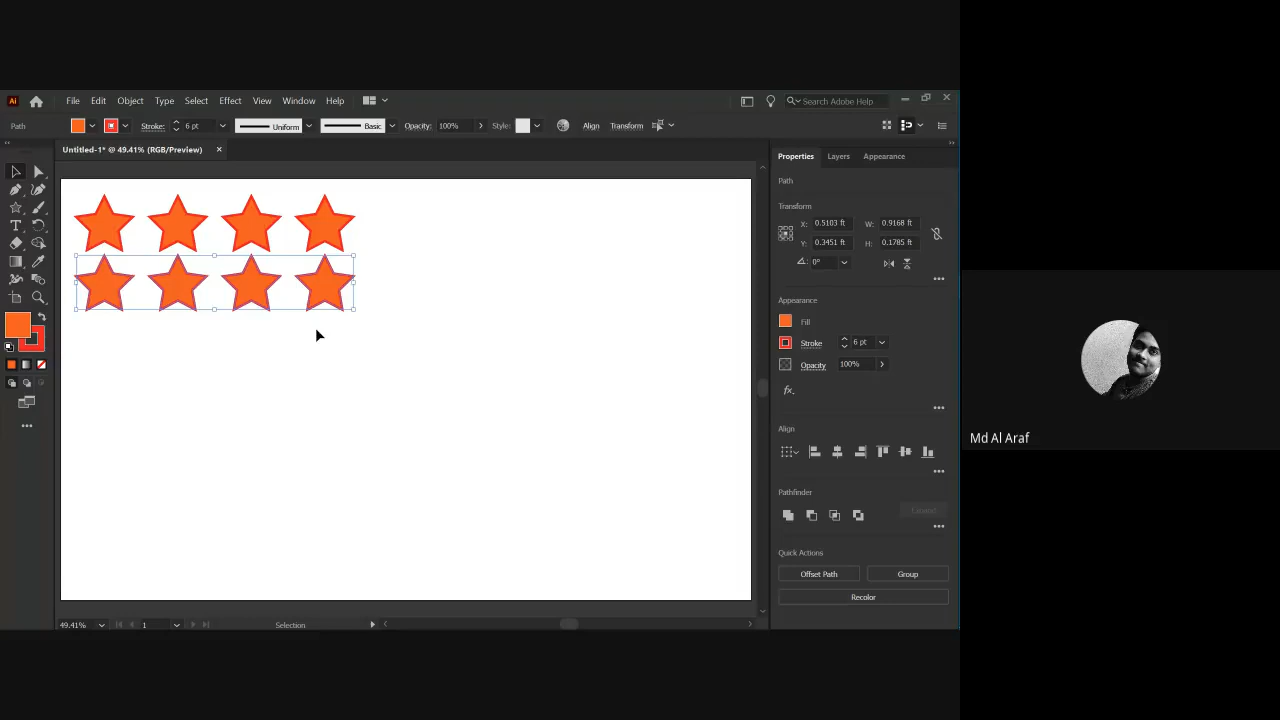 Ai File Edit Object Type Select Effect View Window Help Search Adobe Help
Path Stroke: 6 pt Uniform Basic Opacity: 100% Style: Align Transform
Untitled-1* @ 49.41% (RGB/Preview) ×
Properties Layers Appearance
Path
Transform
X: 0.5103 ft W: 0.9168 ft
Y: 0.3451 ft H: 0.1785 ft
0°
Appearance
Fill
Stroke 6 pt
Opacity 100%
fx.
Align
Pathfinder
Expand
Quick Actions
Offset Path Group
Recolor
49.41% 1 Selection
Md Al Araf